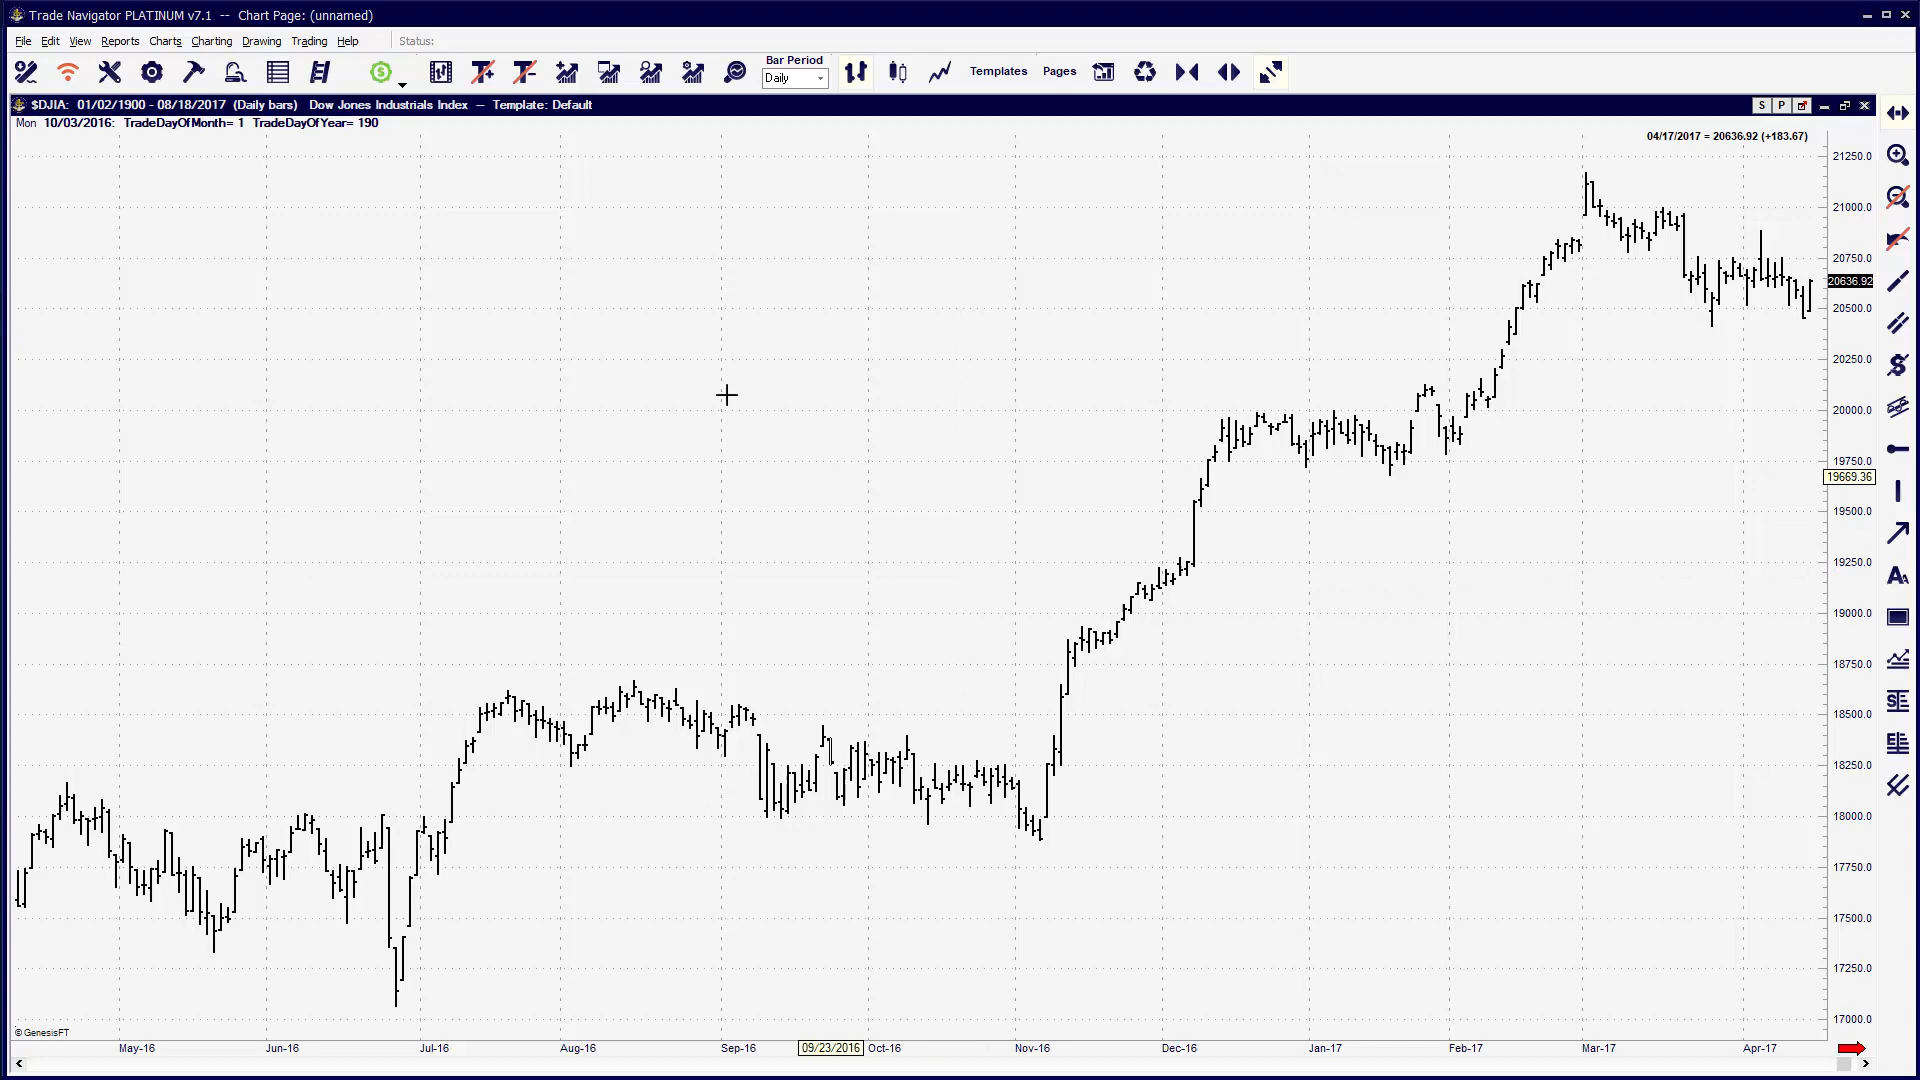 Trade Navigator PLATINUM v7.1 -- Chart Page: (unnamed)
File Edit View Reports Charts Charting Drawing Trading Help Status:
Bar Period
Daily
Templates Pages
$DJIA: 01/02/1900 - 08/18/2017 (Daily bars) Dow Jones Industrials Index — Template: Default
S P
Mon 10/03/2016: TradeDayOfMonth= 1 TradeDayOfYear= 190
04/17/2017 = 20636.92 (+183.67)
21250.0
21000.0
20750.0
20636.92
20500.0
20250.0
20000.0
19750.0
19669.36
19500.0
19250.0
19000.0
18750.0
18500.0
18250.0
18000.0
17750.0
17500.0
17250.0
17000.0
© GenesisFT
May-16 Jun-16 Jul-16 Aug-16 Sep-16 09/23/2016 Oct-16 Nov-16 Dec-16 Jan-17 Feb-17 Mar-17 Apr-17